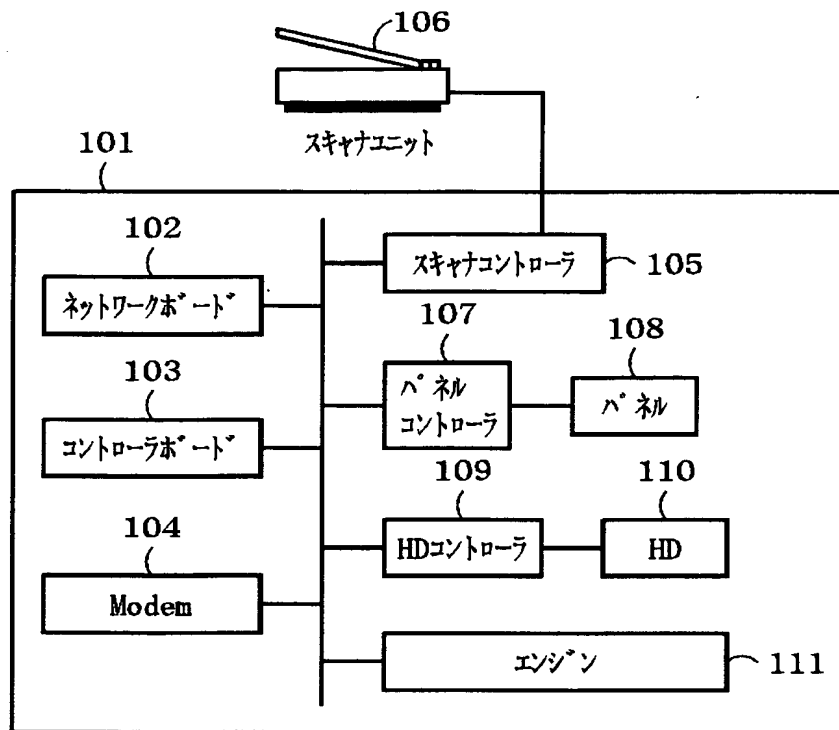 106
スキャナユニット
101
102
ネットワークボード
スキャナコントローラ
105
107
108
パネル
コントローラ
パネル
103
コントローラボード
109
110
HDコントローラ
HD
104
Modem
エンジン
111